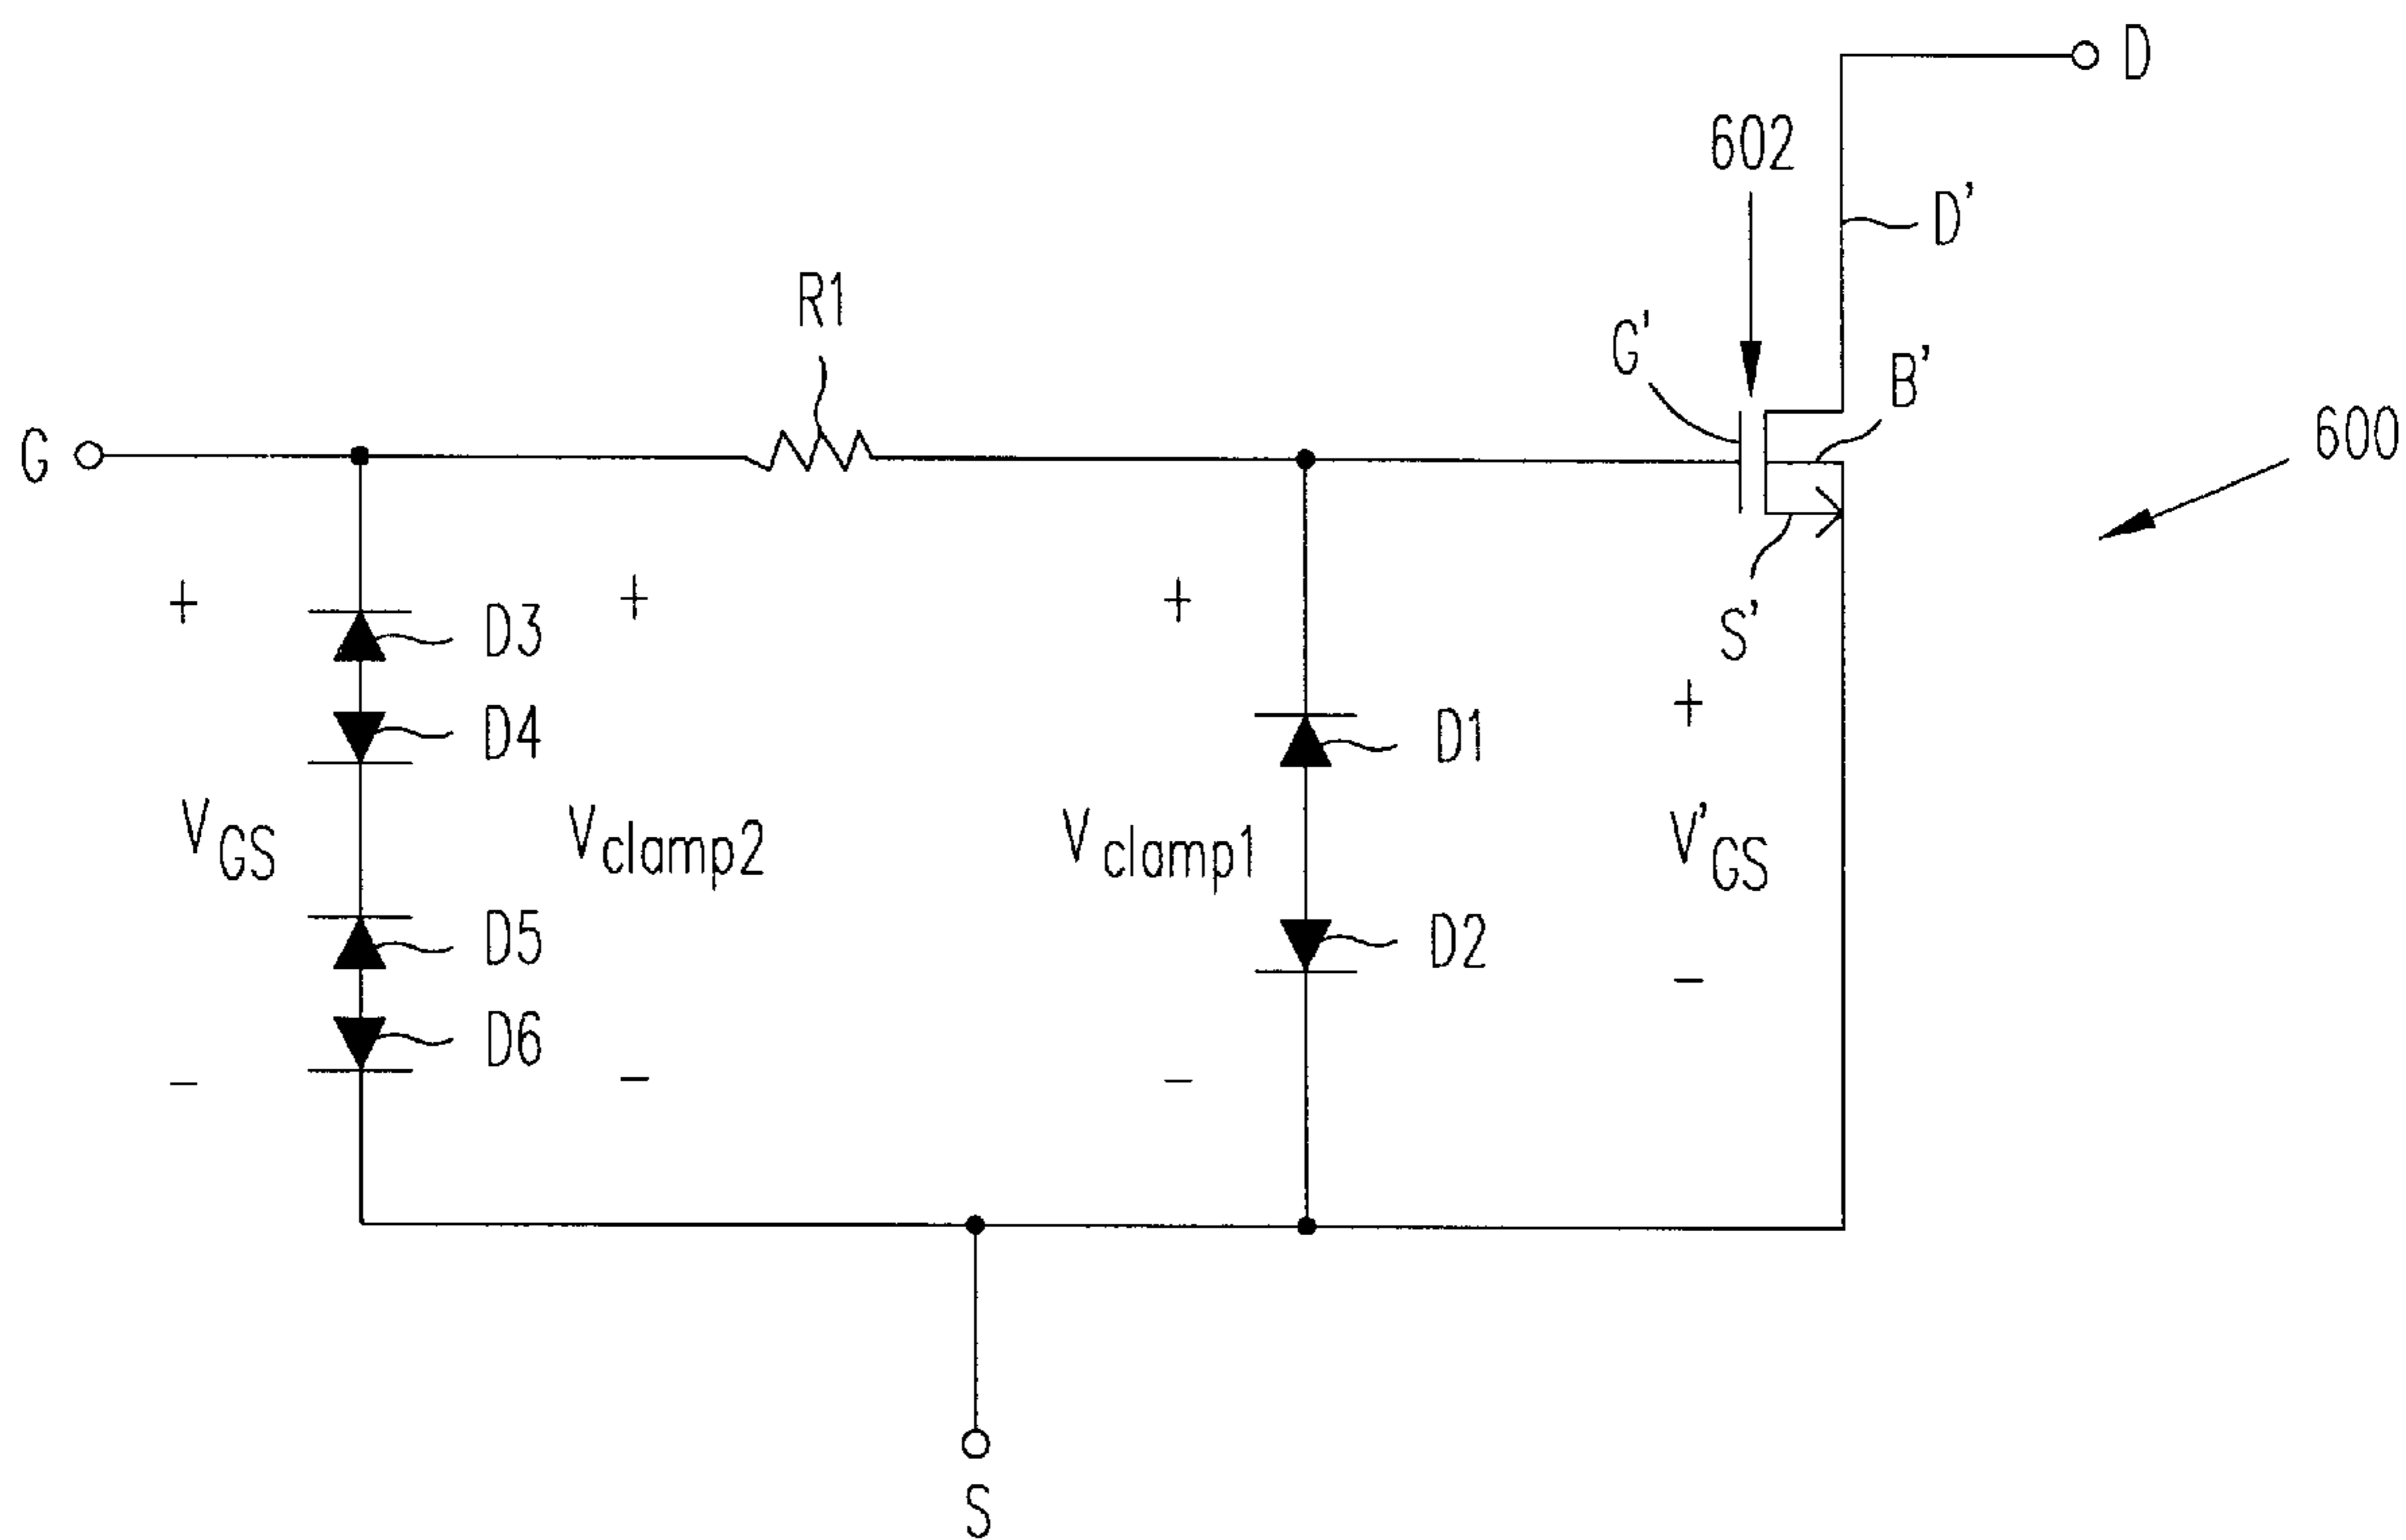 D
602
D'
R1
G'
B'
G
600
+
+
+
D3
S'
+
D4
D1
V_GS
V_clamp2
V_clamp1
V'_GS
D5
D2
-
D6
-
-
-
S